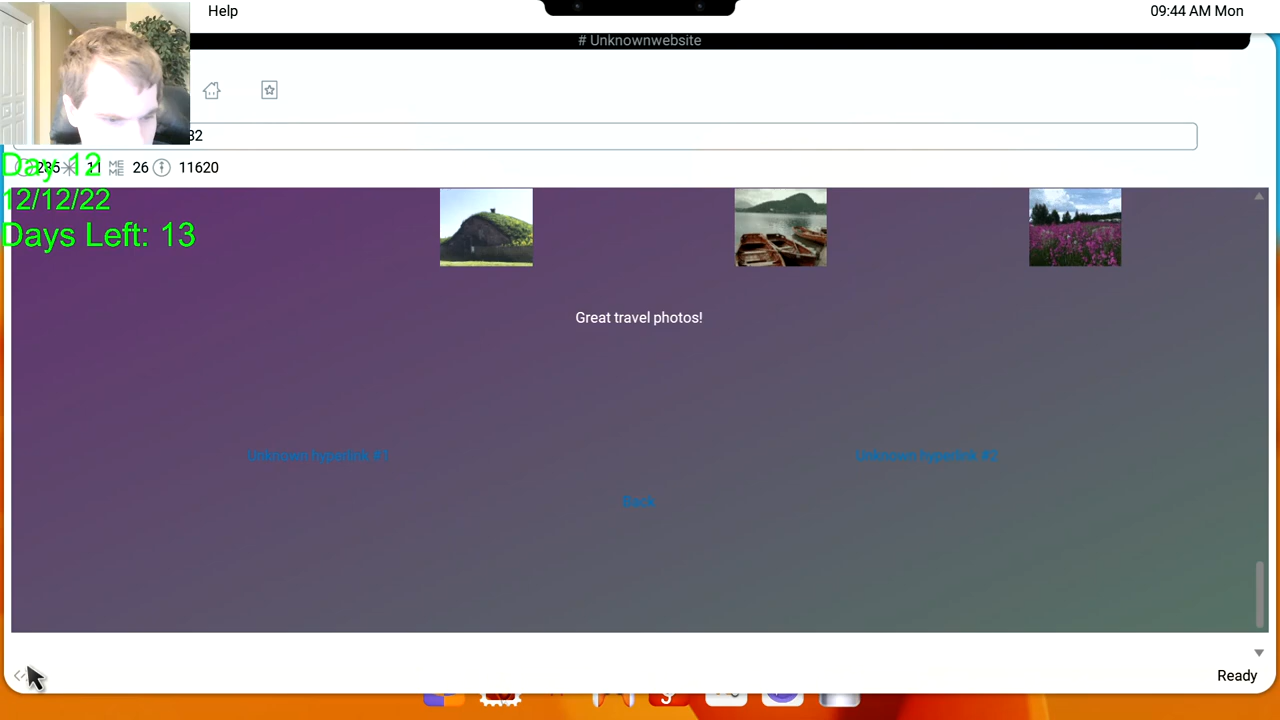 Help
09:44 AM Mon
# Unknownwebsite
Day 12
11
26
11620
12/12/22
Days Left: 13
Great travel photos!
Unknown hyperlink #1
Unknown hyperlink #2
Back
Ready